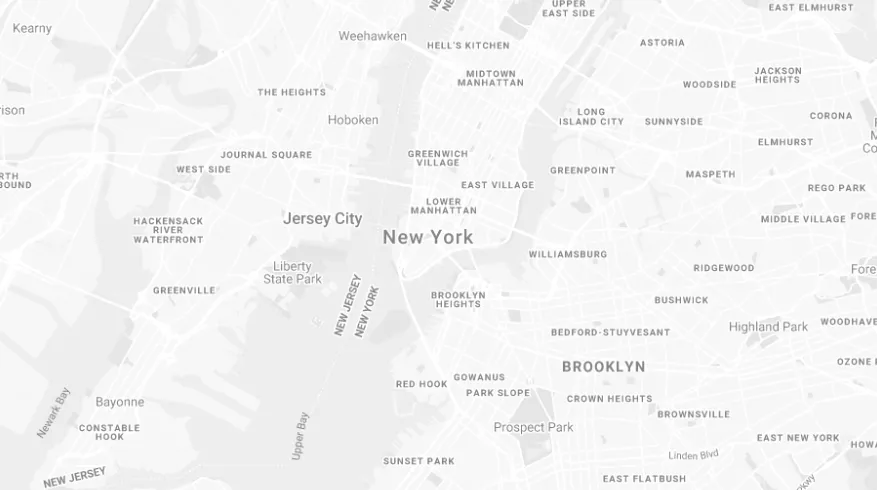 UPPER
EAST SIDE
EAST ELMHURST
Kearny
Weehawken
HELL'S KITCHEN
ASTORIA
MIDTOWN
MANHATTAN
JACKSON
HEIGHTS
WOODSIDE
THE HEIGHTS
rison
LONG
ISLAND CITY
SUNNYSIDE
CORONA
Hoboken
ELMHURST
JOURNAL SQUARE
GREENWICH
VILLAGE
WEST SIDE
GREENPOINT
MASPETH
RTH
BOUND
EAST VILLAGE
REGO PARK
LOWER
MANHATTAN
Jersey City
MIDDLE VILLAGE
FORE
HACKENSACK
RIVER
WATERFRONT
New York
WILLIAMSBURG
Liberty
State Park
RIDGEWOOD
Fore
GREENVILLE
NEW JERSEY
NEW YORK
BROOKLYN
HEIGHTS
BUSHWICK
BEDFORD-STUYVESANT
Highland Park
WOODHAVE
BROOKLYN
OZONE
RED HOOK
GOWANUS
PARK SLOPE
CROWN HEIGHTS
Newark Bay
Bayonne
BROWNSVILLE
CONSTABLE
HOOK
Upper Bay
Prospect Park
EAST NEW YORK
HOWA
Linden Blvd
SUNSET PARK
NEW JERSEY
EAST FLATBUSH
Pkwy